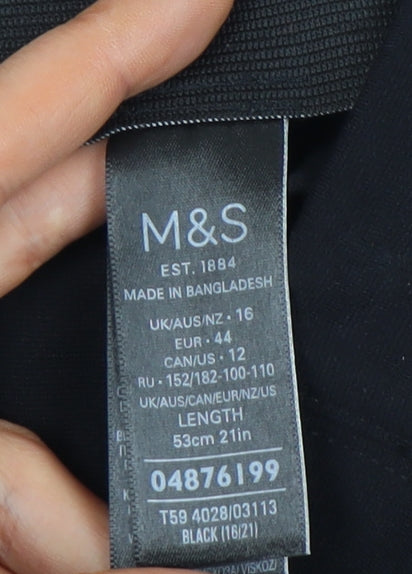 M&S
EST. 1884
MADE IN BANGLADESH
UK/AUS/NZ • 16
EUR • 44
CAN/US • 12
RU • 152/182-100-110
UK/AUS/CAN/EUR/NZ/US
LENGTH
53cm 21in
04876199
T59 4028/03113
BLACK (16/21)